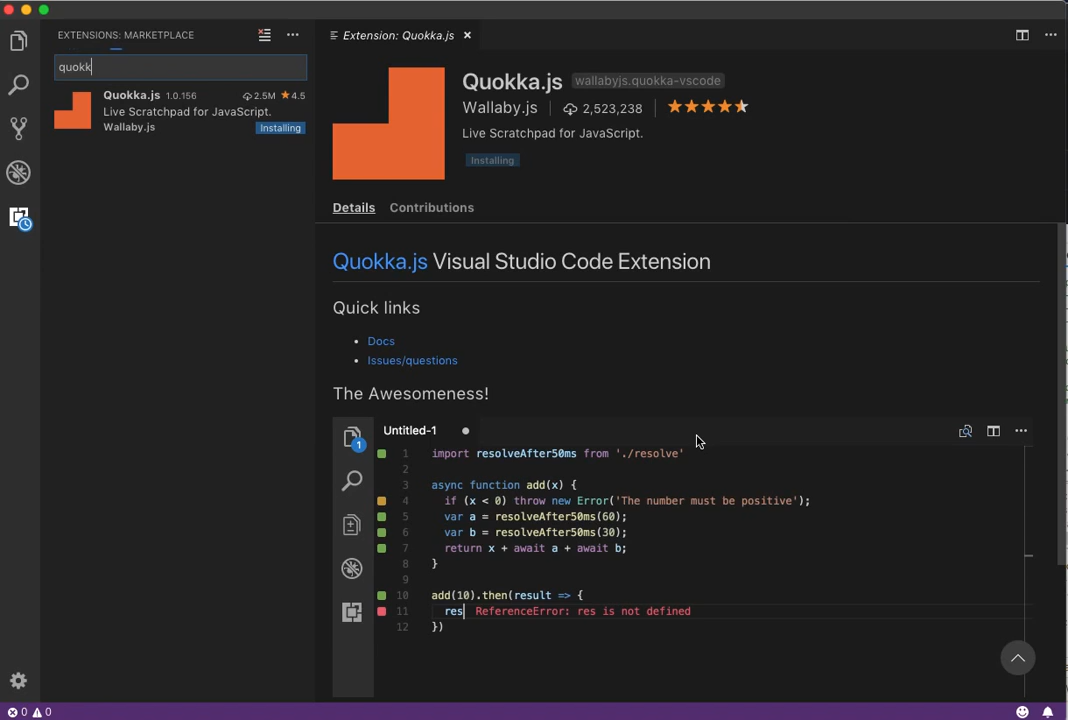 EXTENSIONS: MARKETPLACE
quokk
Quokka.js 1.0.156 2.5M 4.5
Live Scratchpad for JavaScript.
Wallaby.js Installing
Extension: Quokka.js
Quokka.js wallabyjs.quokka-vscode
Wallaby.js 2,523,238
Live Scratchpad for JavaScript.
Installing
Details Contributions
Quokka.js Visual Studio Code Extension
Quick links
• Docs
• Issues/questions
The Awesomeness!
Untitled-1
1
1 import resolveAfter50ms from './resolve'
2
3 async function add(x) {
4 if (x < 0) throw new Error('The number must be positive');
5 var a = resolveAfter50ms(60);
6 var b = resolveAfter50ms(30);
7 return x + await a + await b;
8 }
9
10 add(10).then(result => {
11 res ReferenceError: res is not defined
12 })
0 0